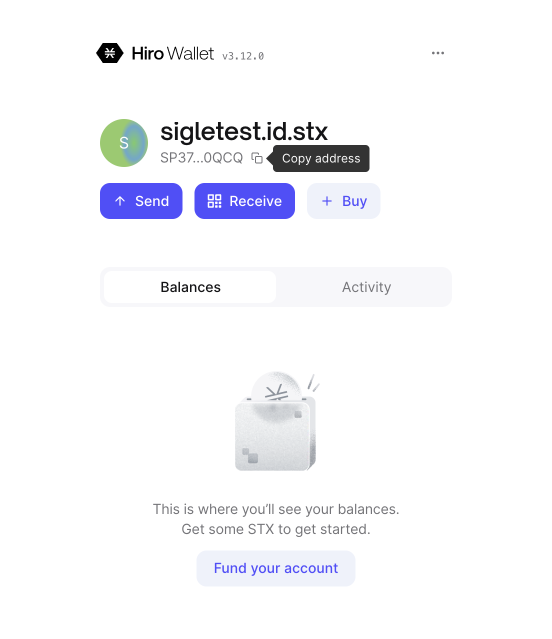 Hiro Wallet v3.12.0
S sigletest.id.stx
SP37...0QCQ Copy address
Send Receive Buy
Balances Activity
This is where you'll see your balances.
Get some STX to get started.
Fund your account